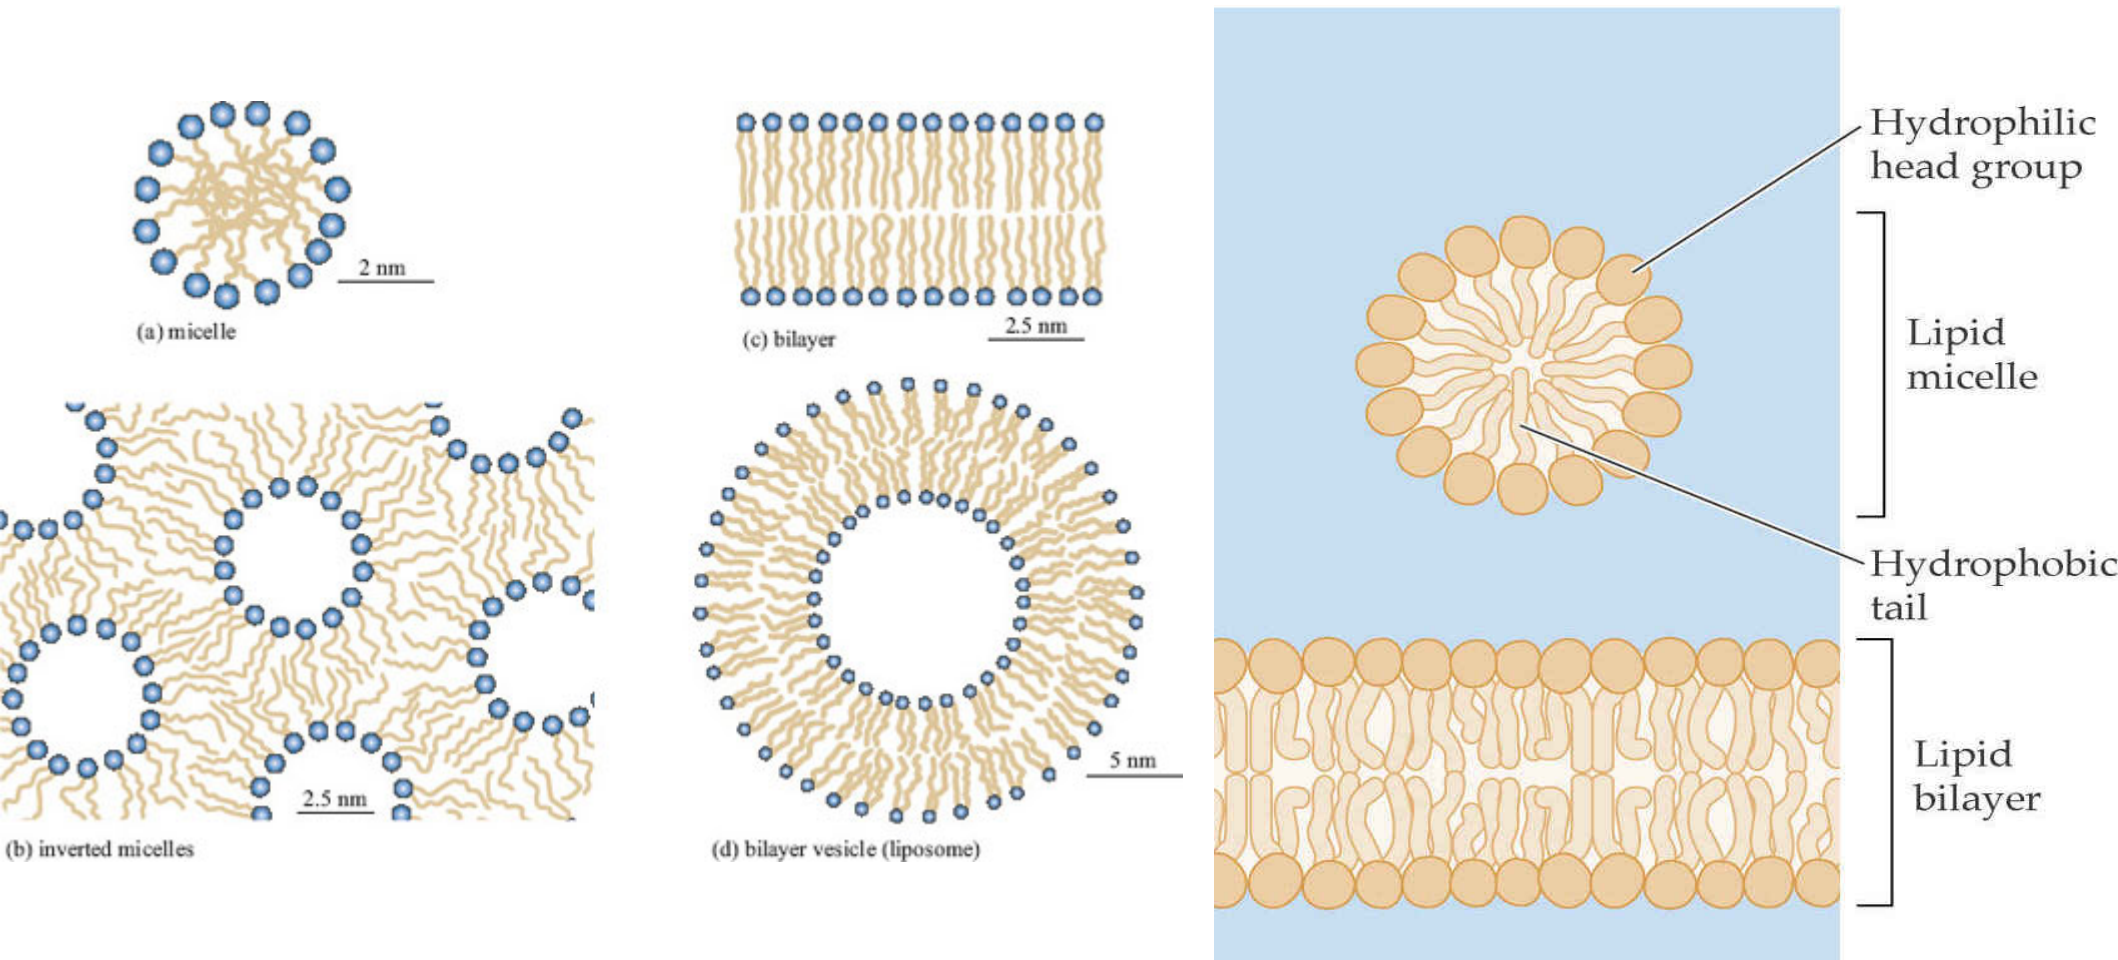 2 nm
(a) micelle
2.5 nm
(c) bilayer
2.5 nm
(b) inverted micelles
5 nm
(d) bilayer vesicle (liposome)
Hydrophilic
head group
Lipid
micelle
Hydrophobic
tail
Lipid
bilayer